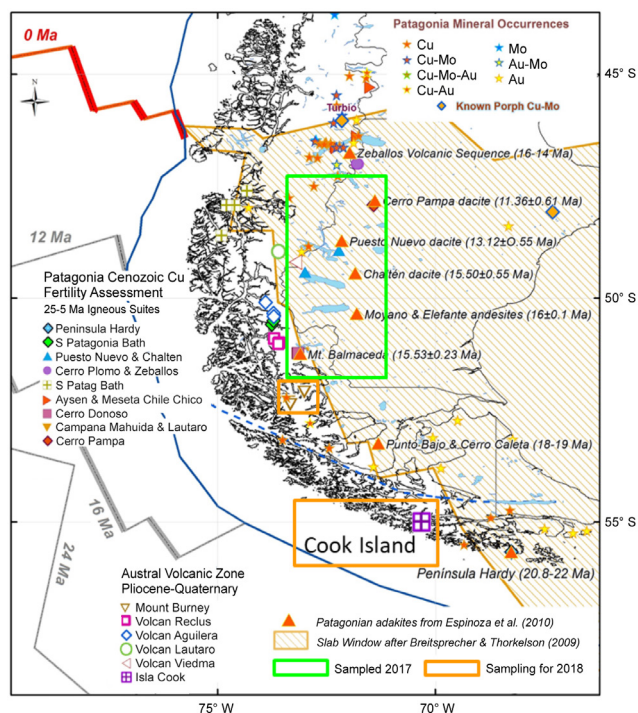 0 Ma
N
Patagonia Mineral Occurrences
Cu
Cu-Mo
Cu-Mo-Au
Cu-Au
Mo
Au-Mo
Au
Known Porph Cu-Mo
45° S
Turbio
Zeballos Volcanic Sequence (16-14 Ma)
Cerro Pampa dacite (11.36±0.61 Ma)
12 Ma
Puesto Nuevo dacite (13.12±O.55 Ma)
Chaltèn dacite (15.50±0.55 Ma)
50° S
Moyano & Elefante andesites (16±0.1 Ma)
Mt. Balmaceda (15.53±0.23 Ma)
Patagonia Cenozoic Cu
Fertility Assessment
25-5 Ma Igneous Suites
Peninsula Hardy
S Patagonia Bath
Puesto Nuevo & Chalten
Cerro Plomo & Zeballos
S Patag Bath
Aysen & Meseta Chile Chico
Cerro Donoso
Campana Mahuida & Lautaro
Cerro Pampa
Punto Bajo & Cerro Caleta (18-19 Ma)
16 Ma
24 Ma
55° S
Cook Island
Peninsula Hardy (20.8-22 Ma)
Austral Volcanic Zone
Pliocene-Quaternary
Mount Burney
Volcan Reclus
Volcan Aguilera
Volcan Lautaro
Volcan Viedma
Isla Cook
Patagonian adakites from Espinoza et al. (2010)
Slab Window after Breitsprecher & Thorkelson (2009)
Sampled 2017
Sampling for 2018
75° W
70° W